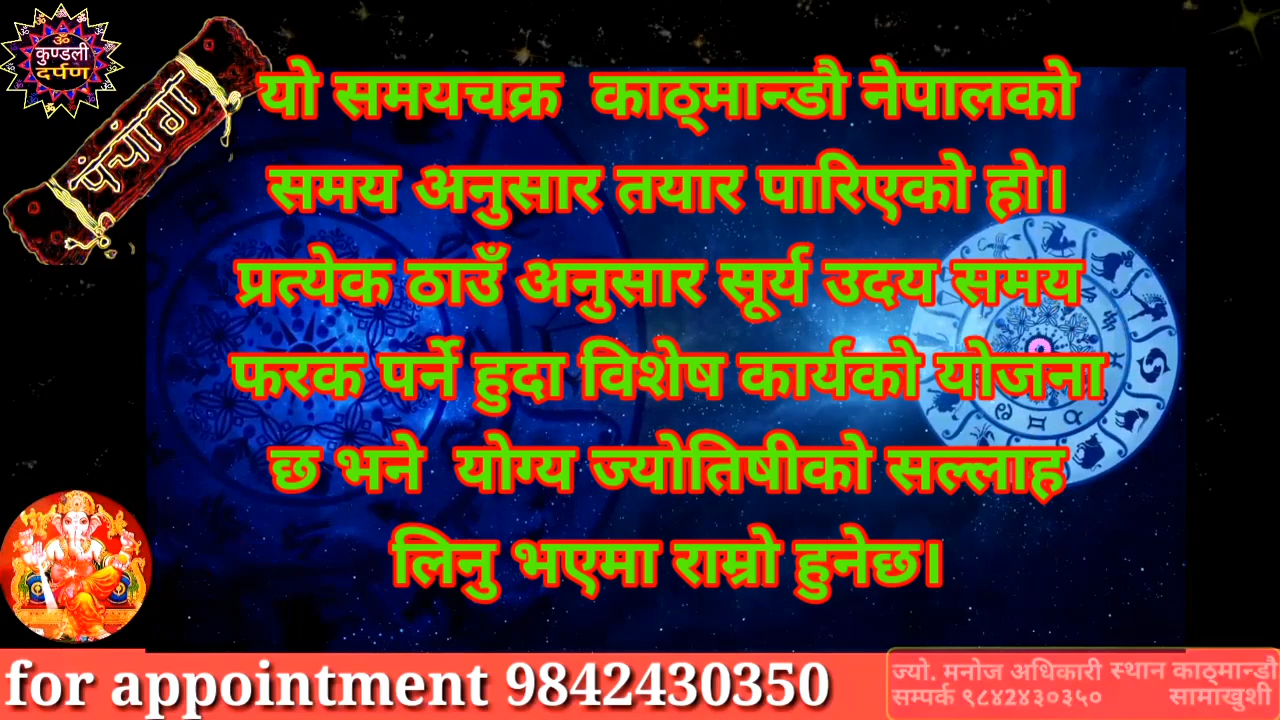 ॐ
कुण्डली
दर्पण
पंचांग
यो समयचक्र काठ्मान्डौ नेपालको
समय अनुसार तयार पारिएको हो।
प्रत्येक ठाउँ अनुसार सूर्य उदय समय
फरक पर्ने हुदा विशेष कार्यको योजना
छ भने योग्य ज्योतिषीको सल्लाह
लिनु भएमा राम्रो हुनेछ।
for appointment 9842430350
ज्यो. मनोज अधिकारी स्थान काठ्मान्डौ
सम्पर्क ९८४२४३०३५० सामाखुशी